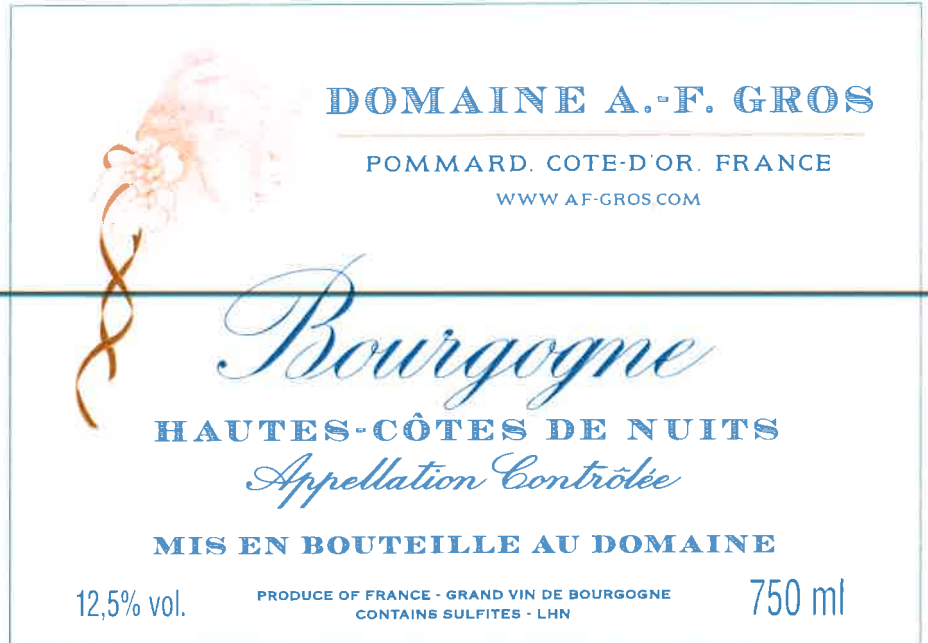 DOMAINE A.-F. GROS
POMMARD. COTE-D'OR. FRANCE
WWW AF-GROS.COM
Bourgogne
HAUTES-CÔTES DE NUITS
Appellation Contrôlée
MIS EN BOUTEILLE AU DOMAINE
12,5% vol.
PRODUCE OF FRANCE - GRAND VIN DE BOURGOGNE
CONTAINS SULFITES - LHN
750 ml